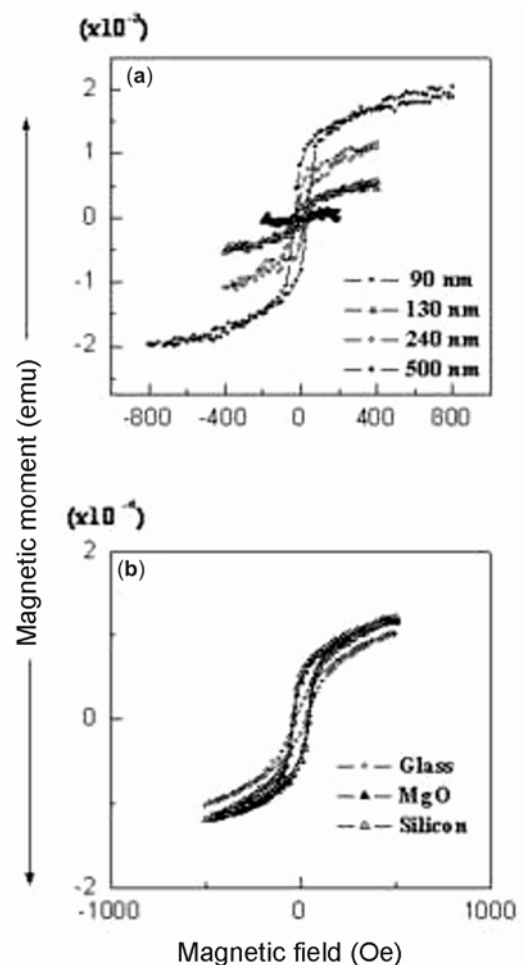 (x10⁻³)
(a)
2
1
0
-1
-2
90 nm
130 nm
240 nm
500 nm
-800 -400 0 400 800
Magnetic moment (emu)
(x10⁻⁴)
(b)
2
0
-2
Glass
MgO
Silicon
-1000 0 1000
Magnetic field (Oe)